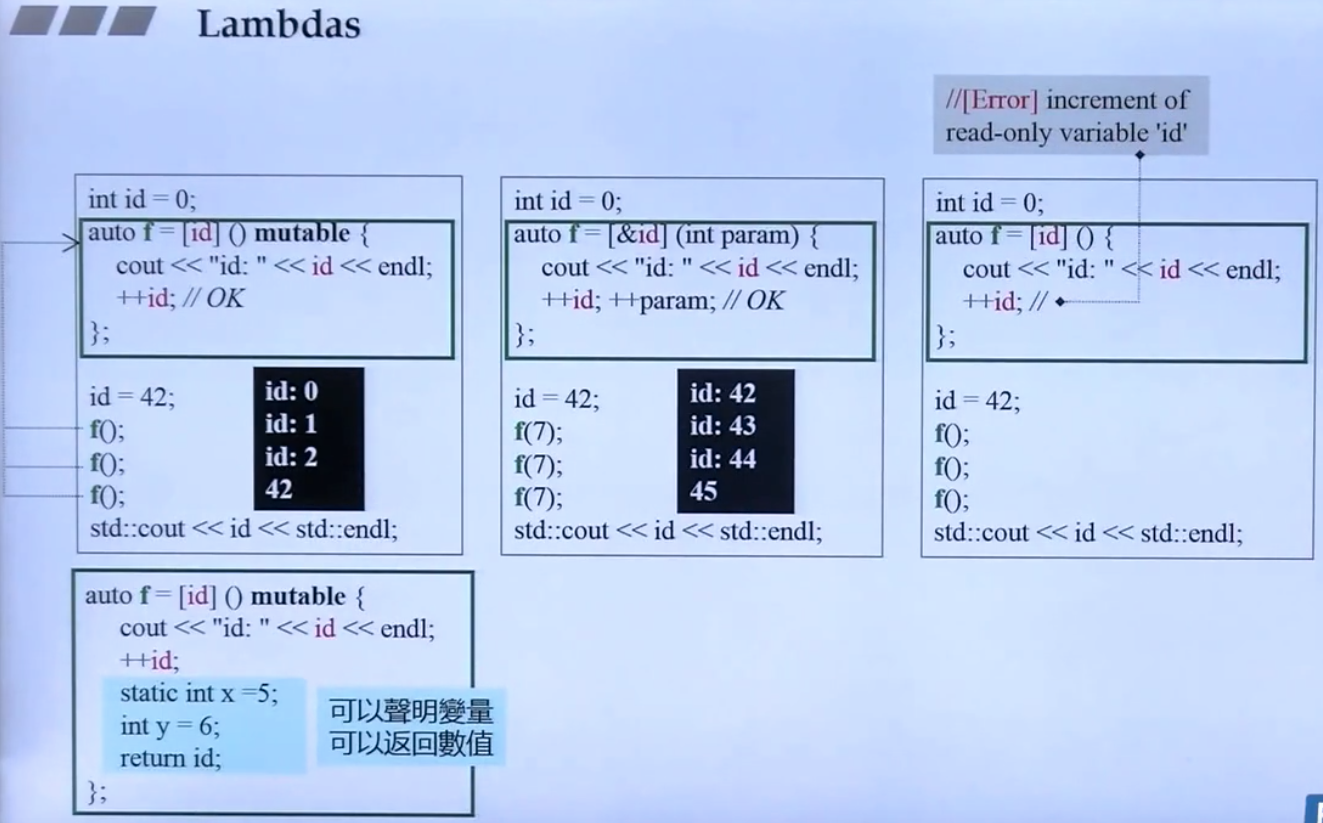 Lambdas
//[Error] increment of
read-only variable 'id'
int id = 0;
auto f = [id] () mutable {
cout << "id: " << id << endl;
++id; // OK
};
id = 42;
f();
f();
f();
std::cout << id << std::endl;
id: 0
id: 1
id: 2
42
int id = 0;
auto f = [&id] (int param) {
cout << "id: " << id << endl;
++id; ++param; // OK
};
id = 42;
f(7);
f(7);
f(7);
std::cout << id << std::endl;
id: 42
id: 43
id: 44
45
int id = 0;
auto f = [id] () {
cout << "id: " << id << endl;
++id; //
};
id = 42;
f();
f();
f();
std::cout << id << std::endl;
auto f = [id] () mutable {
cout << "id: " << id << endl;
++id;
static int x =5;
int y = 6;
return id;
};
可以聲明變量
可以返回數值